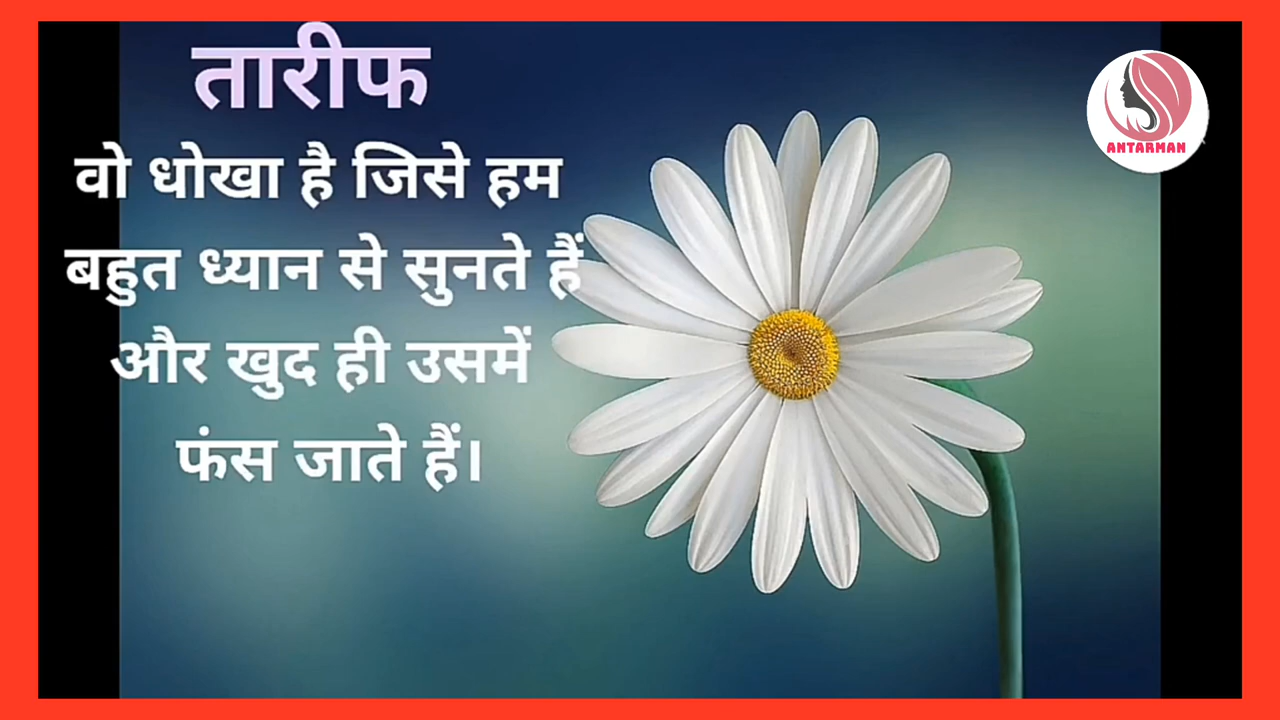 तारीफ
वो धोखा है जिसे हम
बहुत ध्यान से सुनते हैं
और खुद ही उसमें
फंस जाते हैं।
ANTARMAN